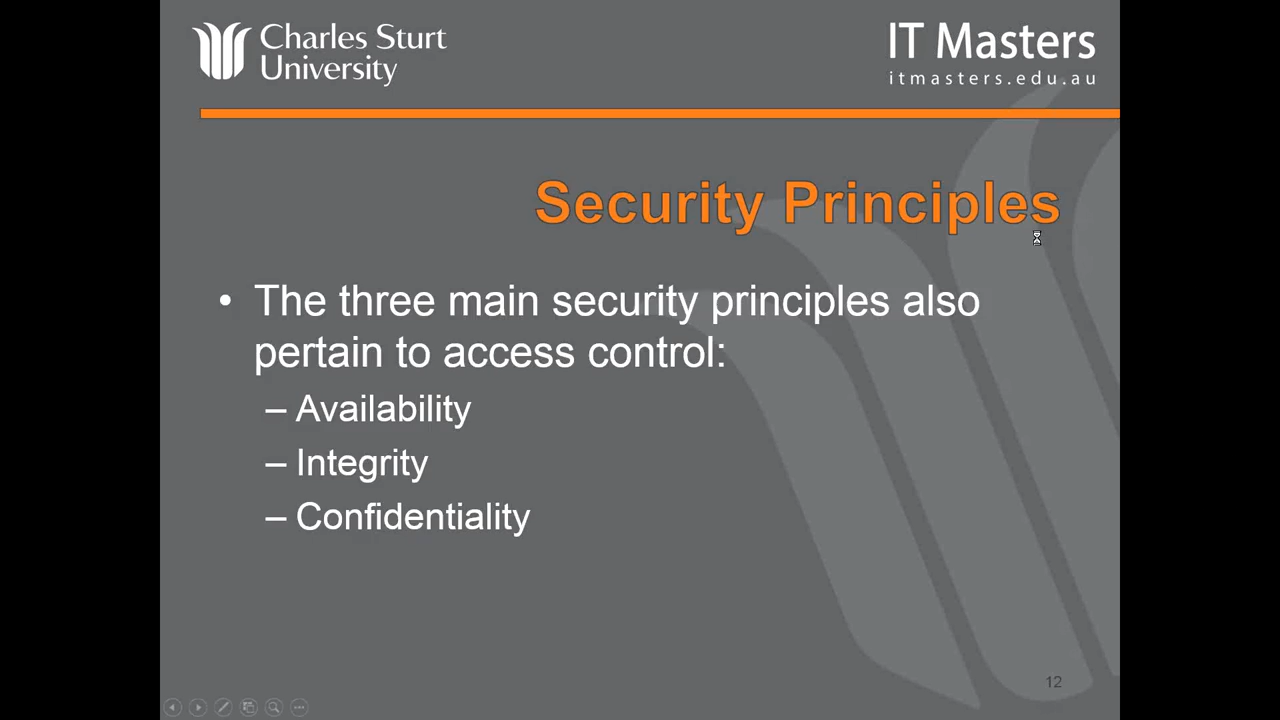 Charles Sturt
University
IT Masters
itmasters.edu.au
Security Principles
• The three main security principles also
pertain to access control:
– Availability
– Integrity
– Confidentiality
12